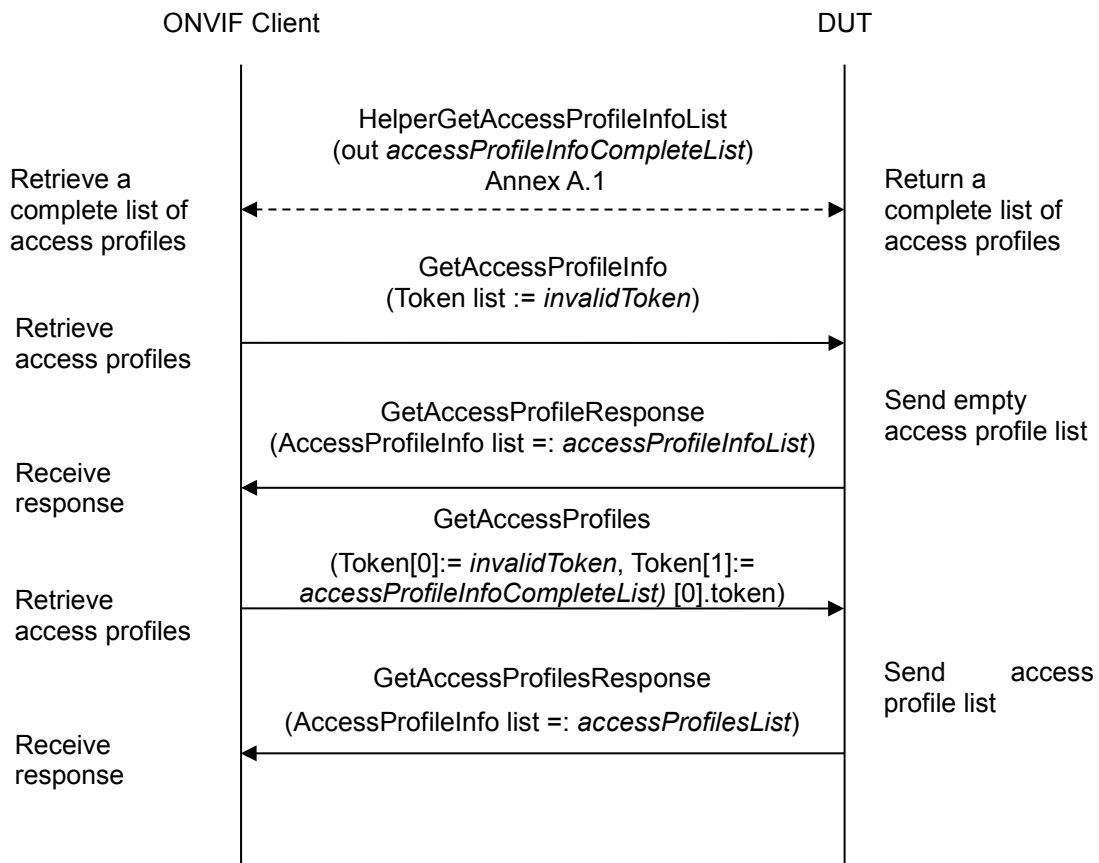 ONVIF Client
DUT
HelperGetAccessProfileInfoList
(out accessProfileInfoCompleteList)
Annex A.1
Retrieve a
complete list of
access profiles
Return a
complete list of
access profiles
GetAccessProfileInfo
(Token list := invalidToken)
Retrieve
access profiles
GetAccessProfileResponse
(AccessProfileInfo list =: accessProfileInfoList)
Send empty
access profile list
Receive
response
GetAccessProfiles
(Token[0]:= invalidToken, Token[1]:=
accessProfileInfoCompleteList) [0].token)
Retrieve
access profiles
GetAccessProfilesResponse
(AccessProfileInfo list =: accessProfilesList)
Send access
profile list
Receive
response